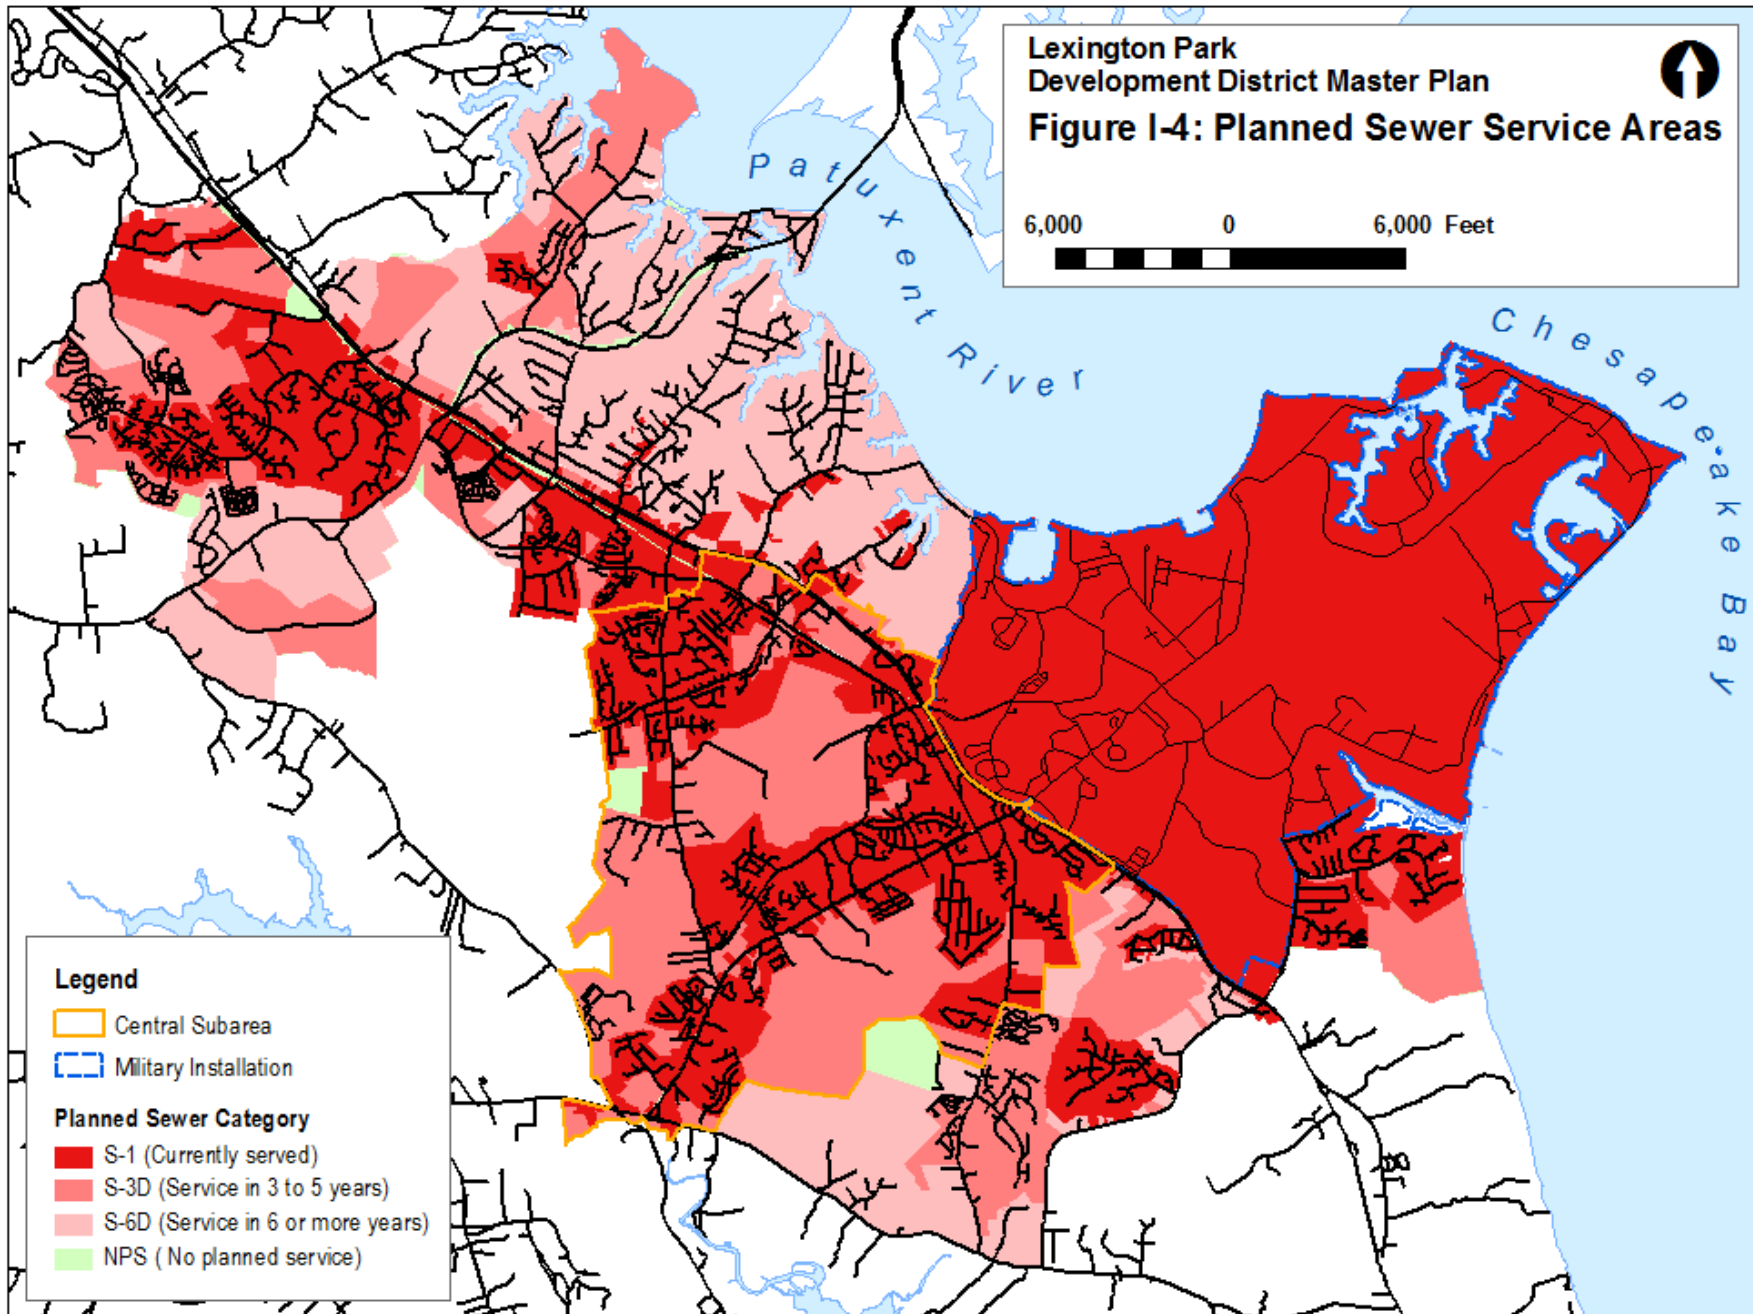 Lexington Park
Development District Master Plan
Figure I-4: Planned Sewer Service Areas
6,000 0 6,000 Feet
Patuxent River
Chesapeake Bay
Legend
Central Subarea
Military Installation
Planned Sewer Category
S-1 (Currently served)
S-3D (Service in 3 to 5 years)
S-6D (Service in 6 or more years)
NPS ( No planned service)